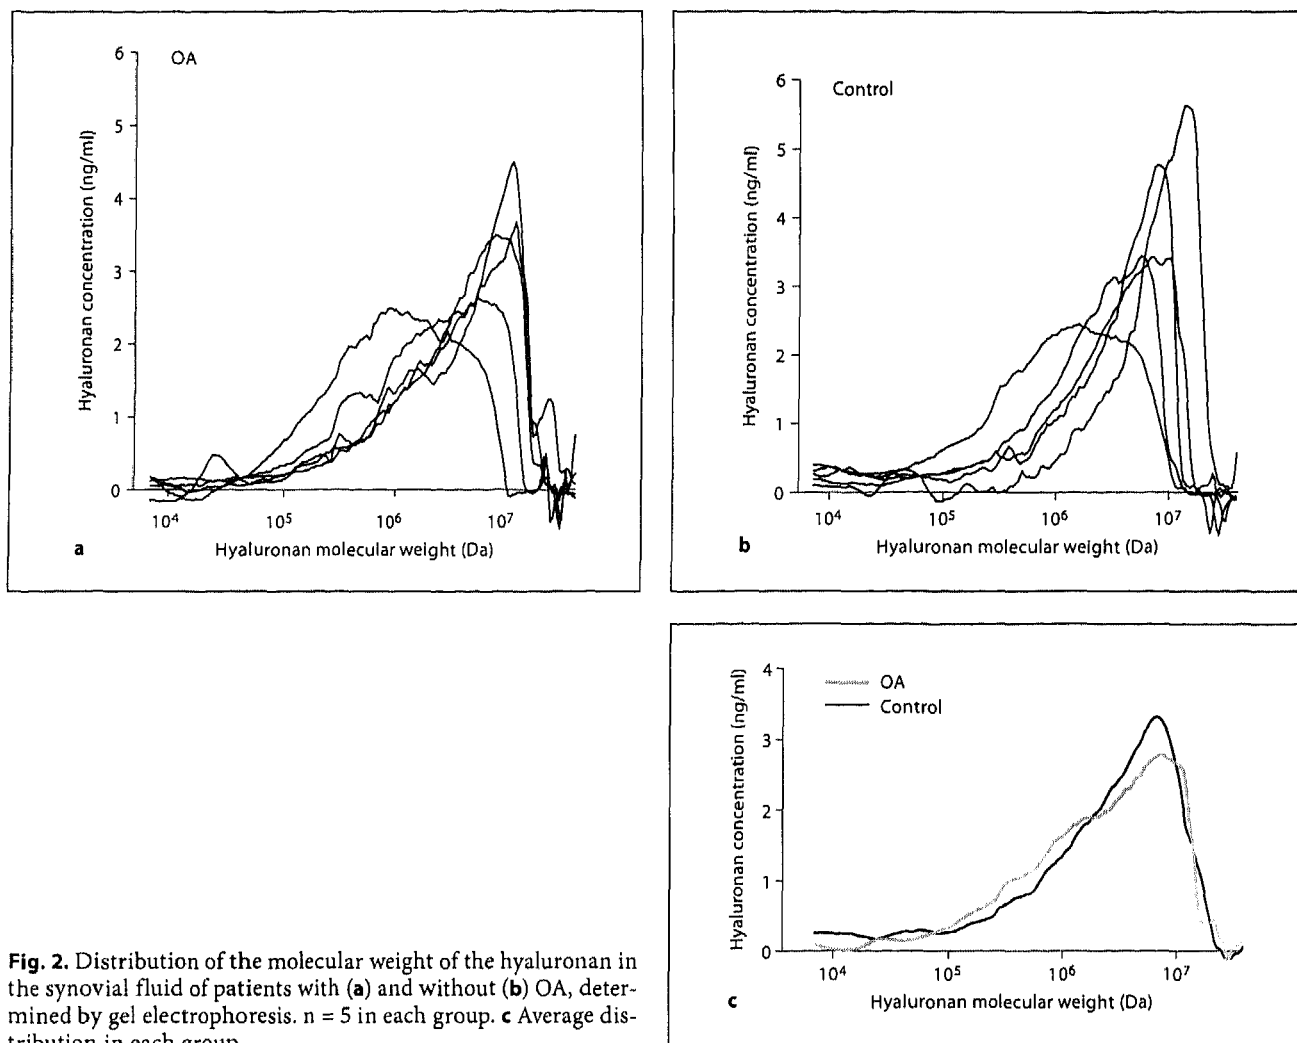 OA
Hyaluronan concentration (ng/ml)
6
5
4
3
2
1
0
10⁴
10⁵
10⁶
10⁷
Hyaluronan molecular weight (Da)
a
Control
Hyaluronan concentration (ng/ml)
6
5
4
3
2
1
0
10⁴
10⁵
10⁶
10⁷
Hyaluronan molecular weight (Da)
b
OA
Control
Hyaluronan concentration (ng/ml)
4
3
2
1
0
10⁴
10⁵
10⁶
10⁷
Hyaluronan molecular weight (Da)
c
Fig. 2. Distribution of the molecular weight of the hyaluronan in
the synovial fluid of patients with (a) and without (b) OA, deter-
mined by gel electrophoresis. n = 5 in each group. c Average dis-
tribution in each group.